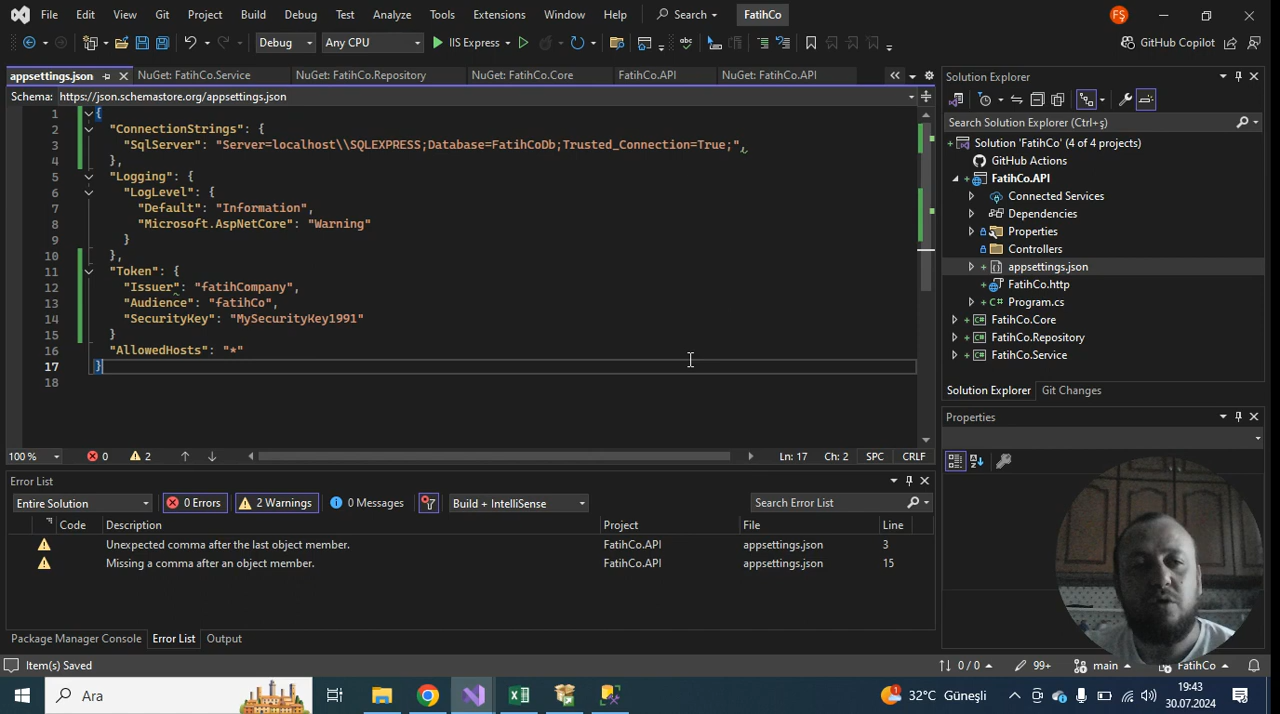 File Edit View Git Project Build Debug Test Analyze Tools Extensions Window Help Search FatihCo FŞ
Debug Any CPU IIS Express GitHub Copilot
appsettings.json NuGet: FatihCo.Service NuGet: FatihCo.Repository NuGet: FatihCo.Core FatihCo.API NuGet: FatihCo.API
Schema: https://json.schemastore.org/appsettings.json
1 {
2 "ConnectionStrings": {
3 "SqlServer": "Server=localhost\\SQLEXPRESS;Database=FatihCoDb;Trusted_Connection=True;",
4 },
5 "Logging": {
6 "LogLevel": {
7 "Default": "Information",
8 "Microsoft.AspNetCore": "Warning"
9 }
10 },
11 "Token": {
12 "Issuer": "fatihCompany",
13 "Audience": "fatihCo",
14 "SecurityKey": "MySecurityKey1991"
15 }
16 "AllowedHosts": "*"
17 }
18
100 % 0 2 Ln: 17 Ch: 2 SPC CRLF
Error List
Entire Solution 0 Errors 2 Warnings 0 Messages Build + IntelliSense Search Error List
Code Description Project File Line
Unexpected comma after the last object member. FatihCo.API appsettings.json 3
Missing a comma after an object member. FatihCo.API appsettings.json 15
Package Manager Console Error List Output
Solution Explorer
Search Solution Explorer (Ctrl+ş)
Solution 'FatihCo' (4 of 4 projects)
GitHub Actions
FatihCo.API
Connected Services
Dependencies
Properties
Controllers
appsettings.json
FatihCo.http
Program.cs
FatihCo.Core
FatihCo.Repository
FatihCo.Service
Solution Explorer Git Changes
Properties
Item(s) Saved 0 / 0 99+ main FatihCo
Ara 1 32°C Güneşli 19:43
30.07.2024